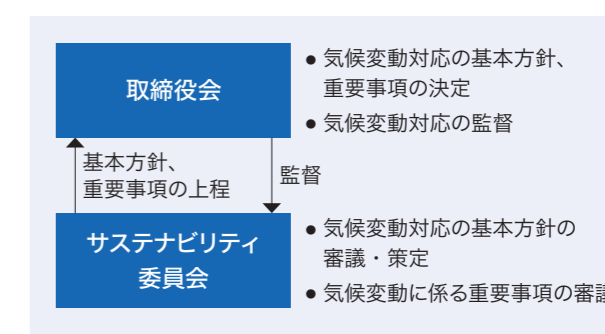 取締役会
● 気候変動対応の基本方針、
重要事項の決定
● 気候変動対応の監督
基本方針、
重要事項の上程
監督
サステナビリティ
委員会
● 気候変動対応の基本方針の
審議・策定
● 気候変動に係る重要事項の審議